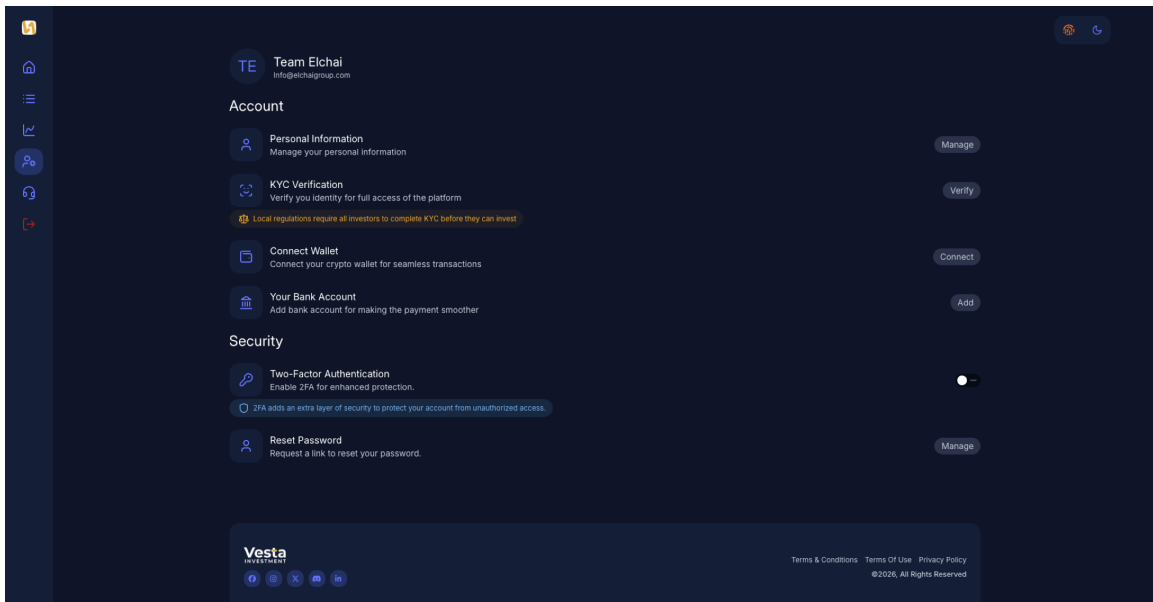 TE
Team Elchai
Info@elchaigroup.com
Account
Personal Information
Manage your personal information
Manage
KYC Verification
Verify you identity for full access of the platform
Verify
Local regulations require all investors to complete KYC before they can invest
Connect Wallet
Connect your crypto wallet for seamless transactions
Connect
Your Bank Account
Add bank account for making the payment smoother
Add
Security
Two-Factor Authentication
Enable 2FA for enhanced protection.
2FA adds an extra layer of security to protect your account from unauthorized access.
Reset Password
Request a link to reset your password.
Manage
Vesta
INVESTMENT
Terms & Conditions Terms Of Use Privacy Policy
©2026, All Rights Reserved